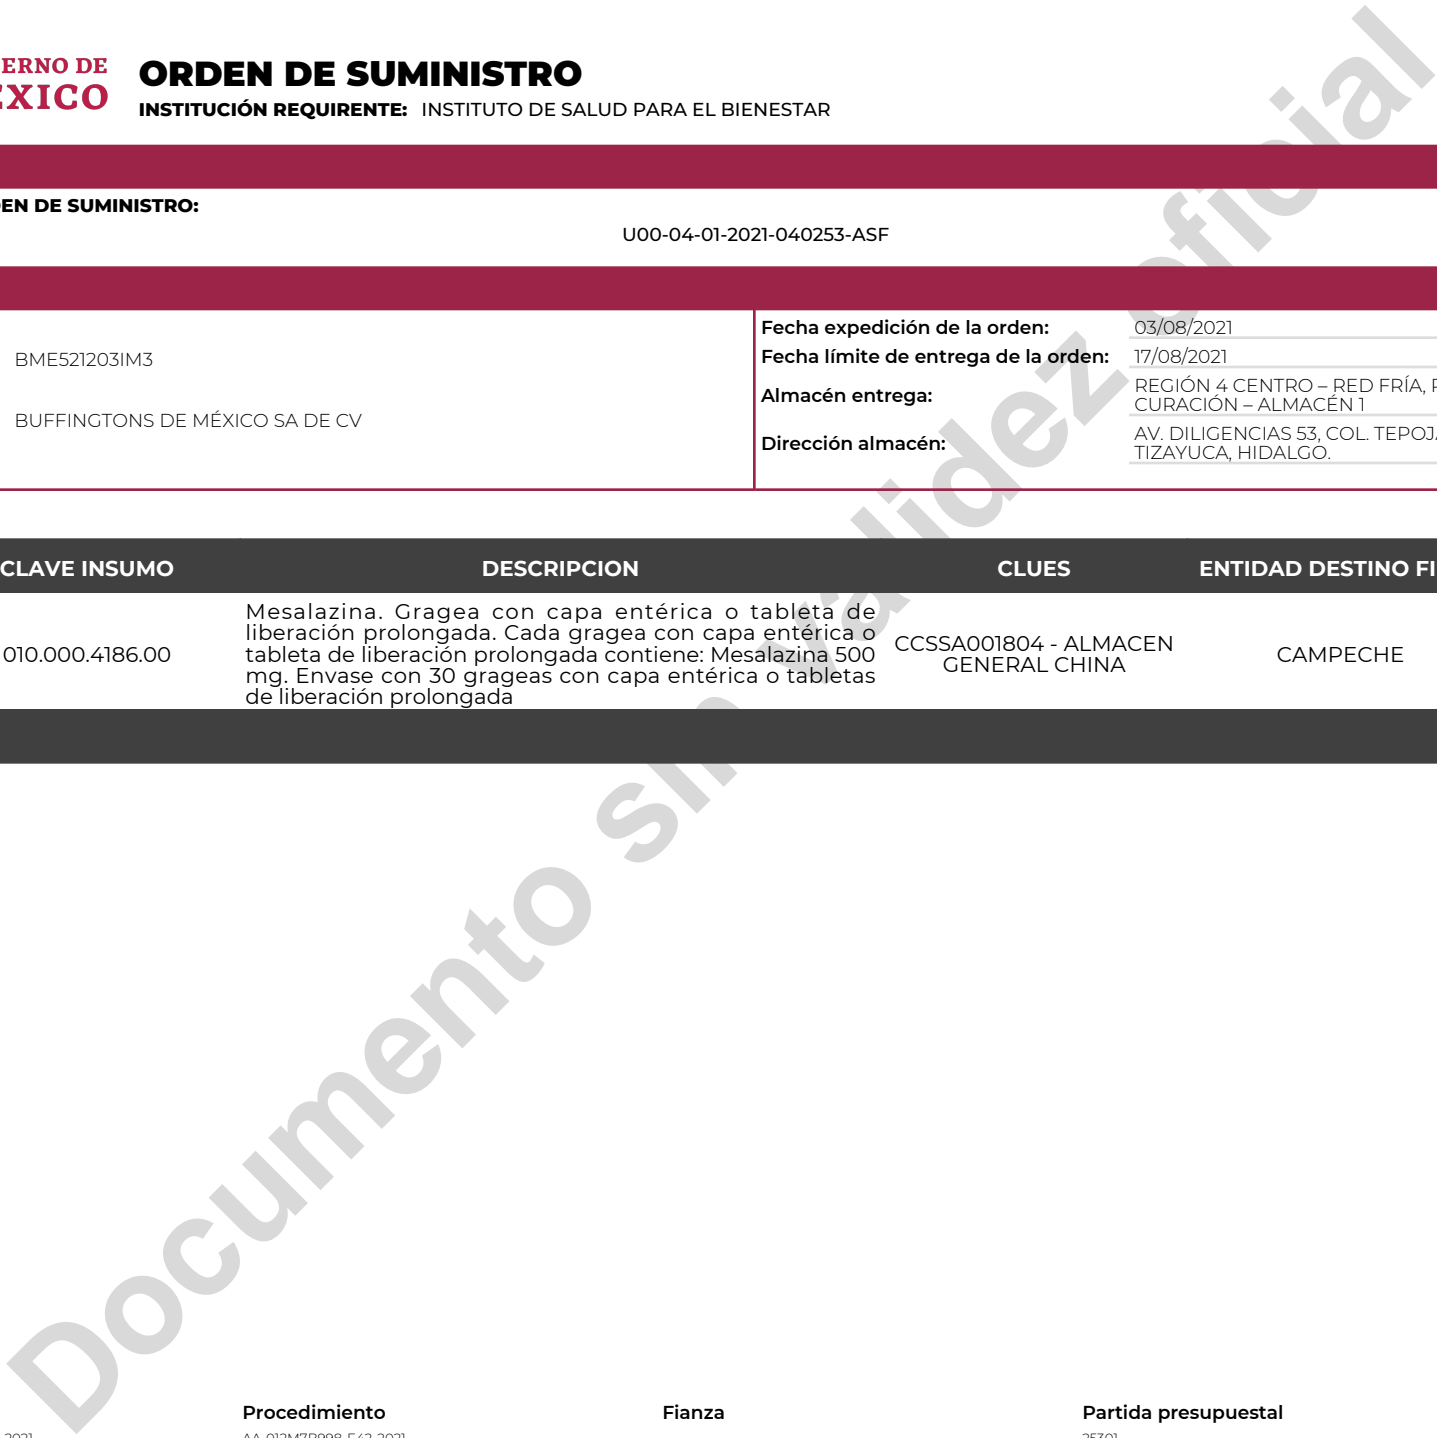 ERNO DE
ÉXICO
ORDEN DE SUMINISTRO
INSTITUCIÓN REQUIRENTE: INSTITUTO DE SALUD PARA EL BIENESTAR
EN DE SUMINISTRO:
U00-04-01-2021-040253-ASF
BME521203IM3
BUFFINGTONS DE MÉXICO SA DE CV
Fecha expedición de la orden: 03/08/2021
Fecha límite de entrega de la orden: 17/08/2021
Almacén entrega: REGIÓN 4 CENTRO – RED FRÍA,
CURACIÓN – ALMACÉN 1
Dirección almacén: AV. DILIGENCIAS 53, COL. TEPOJ
TIZAYUCA, HIDALGO.
CLAVE INSUMO DESCRIPCION CLUES ENTIDAD DESTINO FI
010.000.4186.00
Mesalazina. Gragea con capa entérica o tableta de
liberación prolongada. Cada gragea con capa entérica o
tableta de liberación prolongada contiene: Mesalazina 500
mg. Envase con 30 grageas con capa entérica o tabletas
de liberación prolongada
CCSSA001804 - ALMACEN
GENERAL CHINA
CAMPECHE
Documento sin validez oficial
Procedimiento Fianza Partida presupuestal